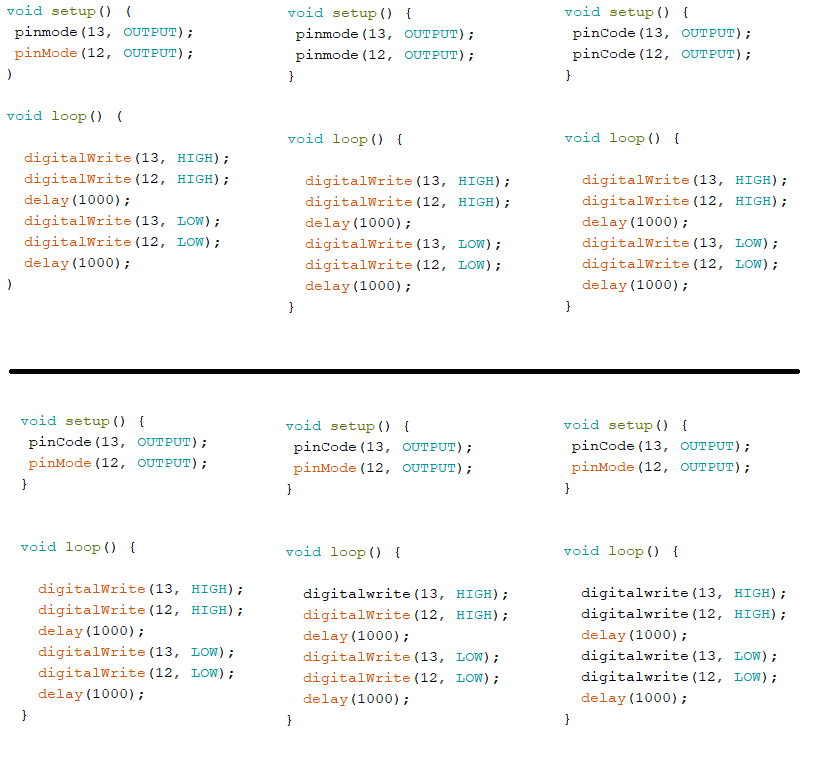 void setup() (
pinmode(13, OUTPUT);
pinMode(12, OUTPUT);
)
void loop() (
digitalWrite(13, HIGH);
digitalWrite(12, HIGH);
delay(1000);
digitalWrite(13, LOW);
digitalWrite(12, LOW);
delay(1000);
)
void setup() {
pinmode(13, OUTPUT);
pinmode(12, OUTPUT);
}
void loop() {
digitalWrite(13, HIGH);
digitalWrite(12, HIGH);
delay(1000);
digitalWrite(13, LOW);
digitalWrite(12, LOW);
delay(1000);
}
void setup() {
pinCode(13, OUTPUT);
pinCode(12, OUTPUT);
}
void loop() {
digitalWrite(13, HIGH);
digitalWrite(12, HIGH);
delay(1000);
digitalWrite(13, LOW);
digitalWrite(12, LOW);
delay(1000);
}
void setup() {
pinCode(13, OUTPUT);
pinMode(12, OUTPUT);
}
void loop() {
digitalWrite(13, HIGH);
digitalWrite(12, HIGH);
delay(1000);
digitalWrite(13, LOW);
digitalWrite(12, LOW);
delay(1000);
}
void setup() {
pinCode(13, OUTPUT);
pinMode(12, OUTPUT);
}
void loop() {
digitalwrite(13, HIGH);
digitalWrite(12, HIGH);
delay(1000);
digitalWrite(13, LOW);
digitalWrite(12, LOW);
delay(1000);
}
void setup() {
pinCode(13, OUTPUT);
pinMode(12, OUTPUT);
}
void loop() {
digitalwrite(13, HIGH);
digitalwrite(12, HIGH);
delay(1000);
digitalwrite(13, LOW);
digitalwrite(12, LOW);
delay(1000);
}